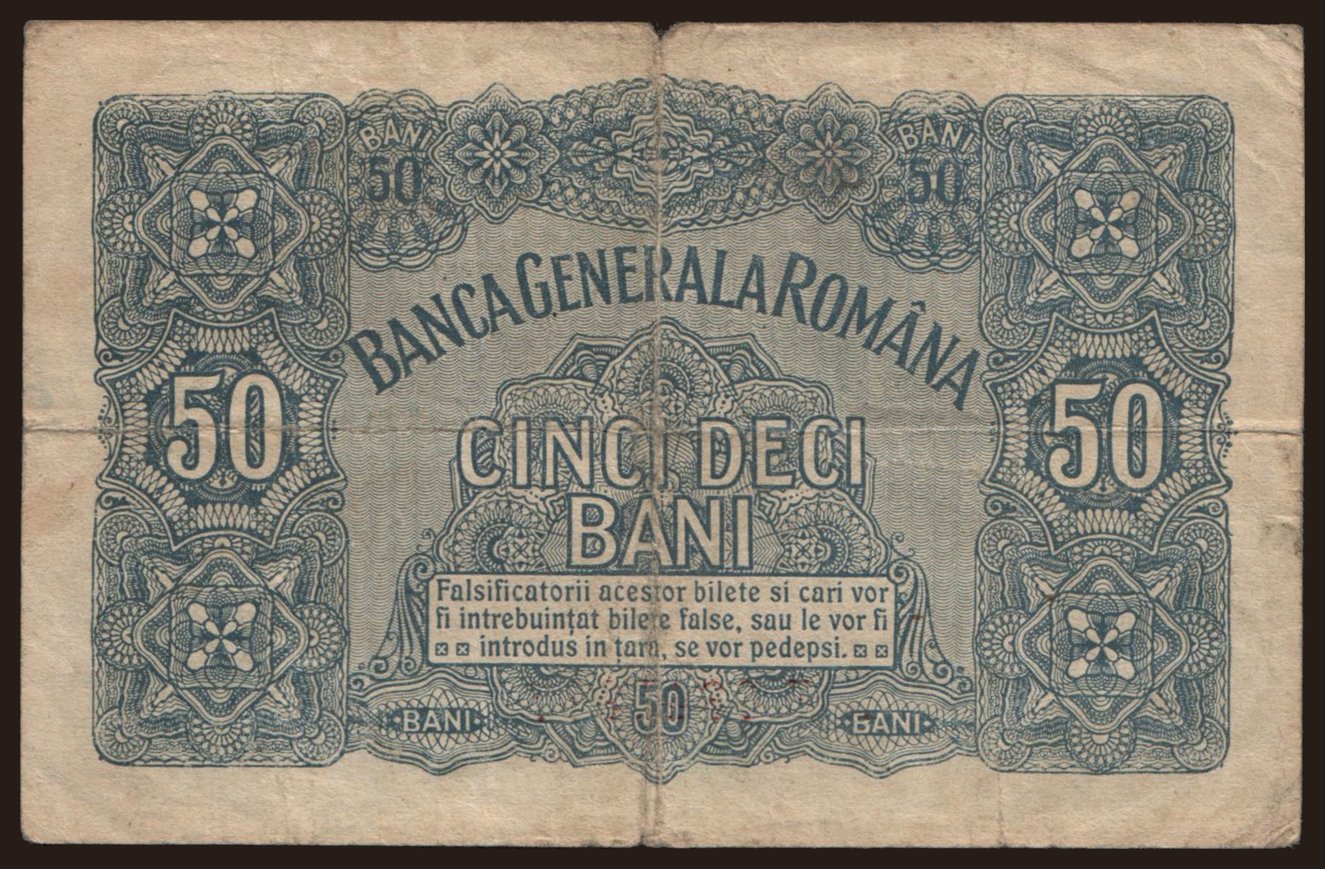 BANI
50
BANI
50
BANCA GENERALA ROMÂNA
50
50
CINCI DECI
BANI
Falsificatorii acestor bilete si cari vor
fi intrebuințat bilete false, sau le vor fi
introdus in țara, se vor pedepsi.
BANI
50
BANI